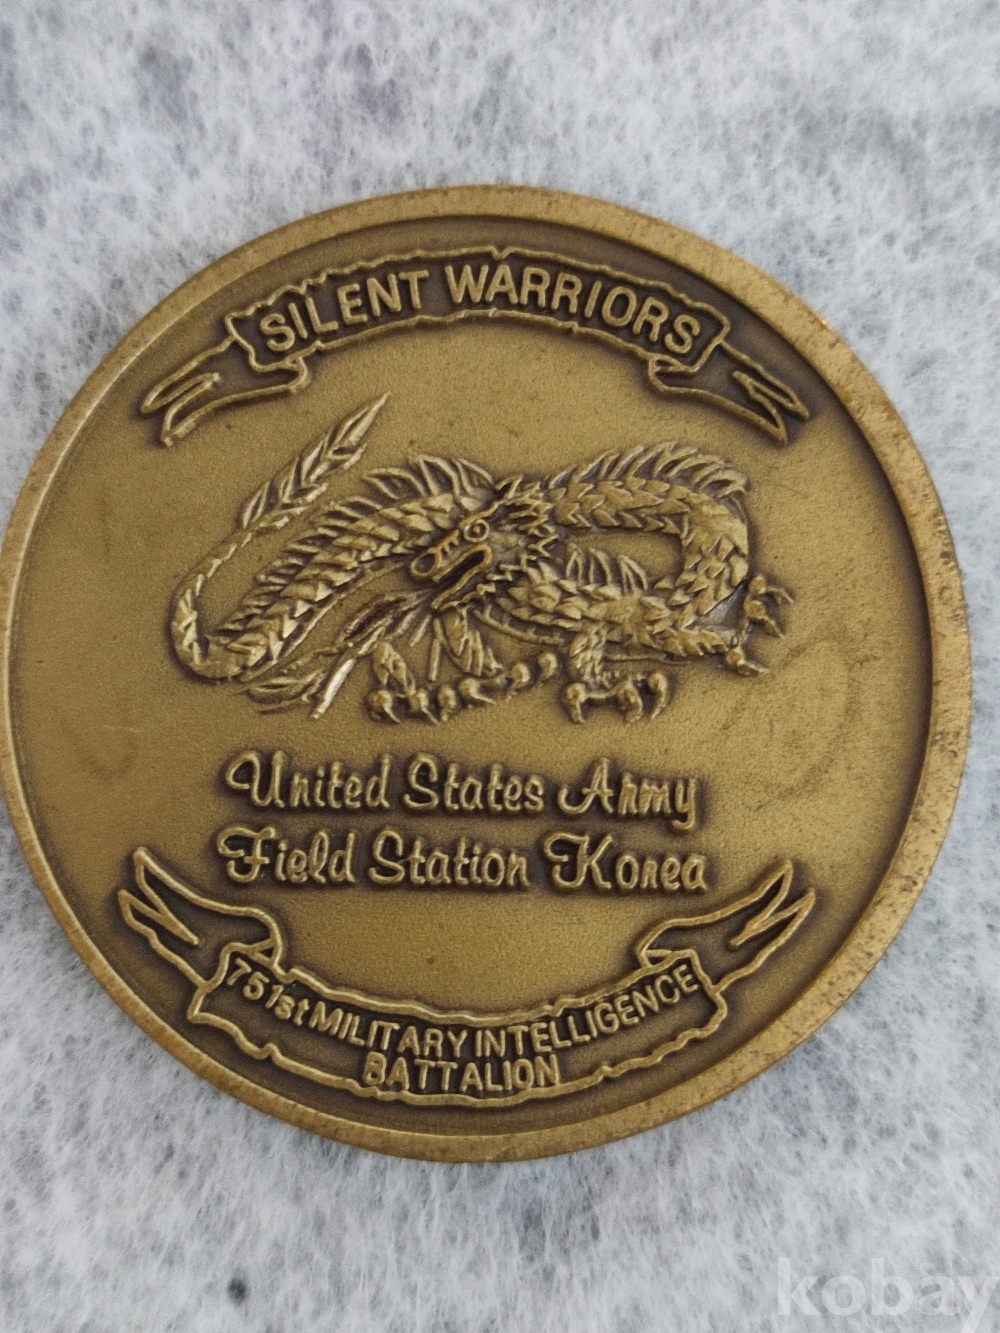 SILENT WARRIORS
United States Army
Field Station Korea
751st MILITARY INTELLIGENCE
BATTALION
kobay